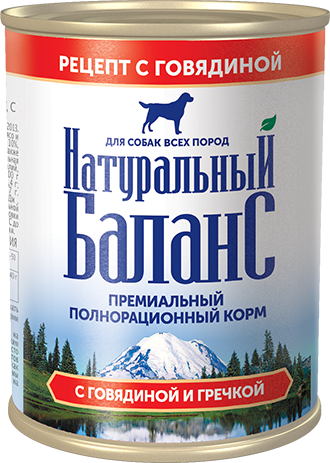 РЕЦЕПТ С ГОВЯДИНОЙ
ДЛЯ СОБАК ВСЕХ ПОРОД
Натуральный
Баланс
ПРЕМИАЛЬНЫЙ
ПОЛНОРАЦИОННЫЙ КОРМ
С ГОВЯДИНОЙ И ГРЕЧКОЙ